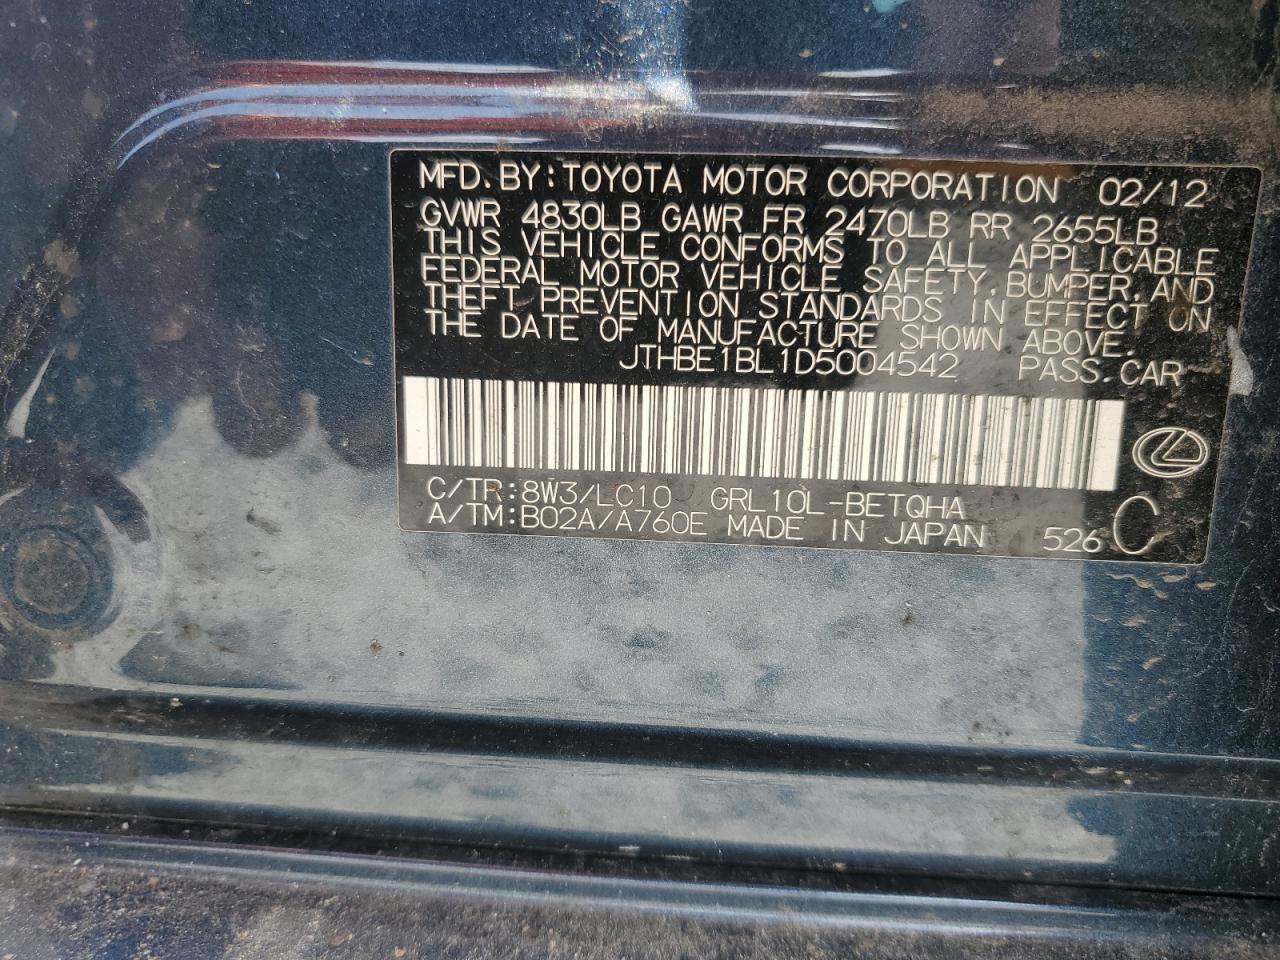 MFD. BY: TOYOTA MOTOR CORPORATION 02/12
GVWR 4830LB GAWR FR 2470LB RR 2655LB
THIS VEHICLE CONFORMS TO ALL APPLICABLE
FEDERAL MOTOR VEHICLE SAFETY, BUMPER, AND
THEFT PREVENTION STANDARDS IN EFFECT ON
THE DATE OF MANUFACTURE SHOWN ABOVE.
JTHBE1BL1D5004542 PASS. CAR
C/TR: 8W3/LC10 GRL10L-BETQHA
A/TM: B02A/A760E MADE IN JAPAN 526 C